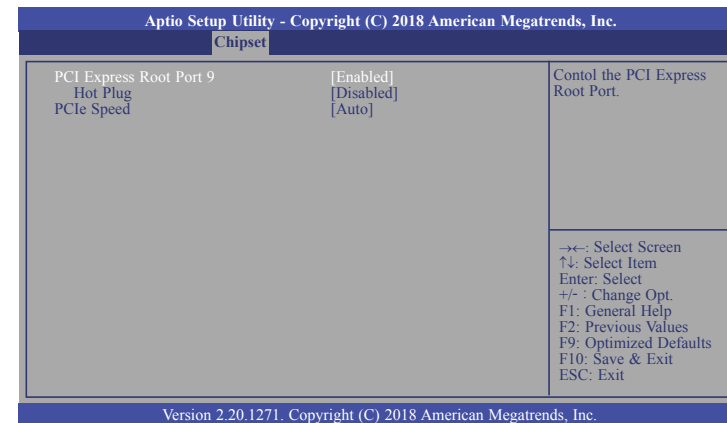 Aptio Setup Utility - Copyright (C) 2018 American Megatrends, Inc.
Chipset
PCI Express Root Port 9 [Enabled]
Hot Plug [Disabled]
PCIe Speed [Auto]
Contol the PCI Express
Root Port.
→←: Select Screen
↑↓: Select Item
Enter: Select
+/- : Change Opt.
F1: General Help
F2: Previous Values
F9: Optimized Defaults
F10: Save & Exit
ESC: Exit
Version 2.20.1271. Copyright (C) 2018 American Megatrends, Inc.